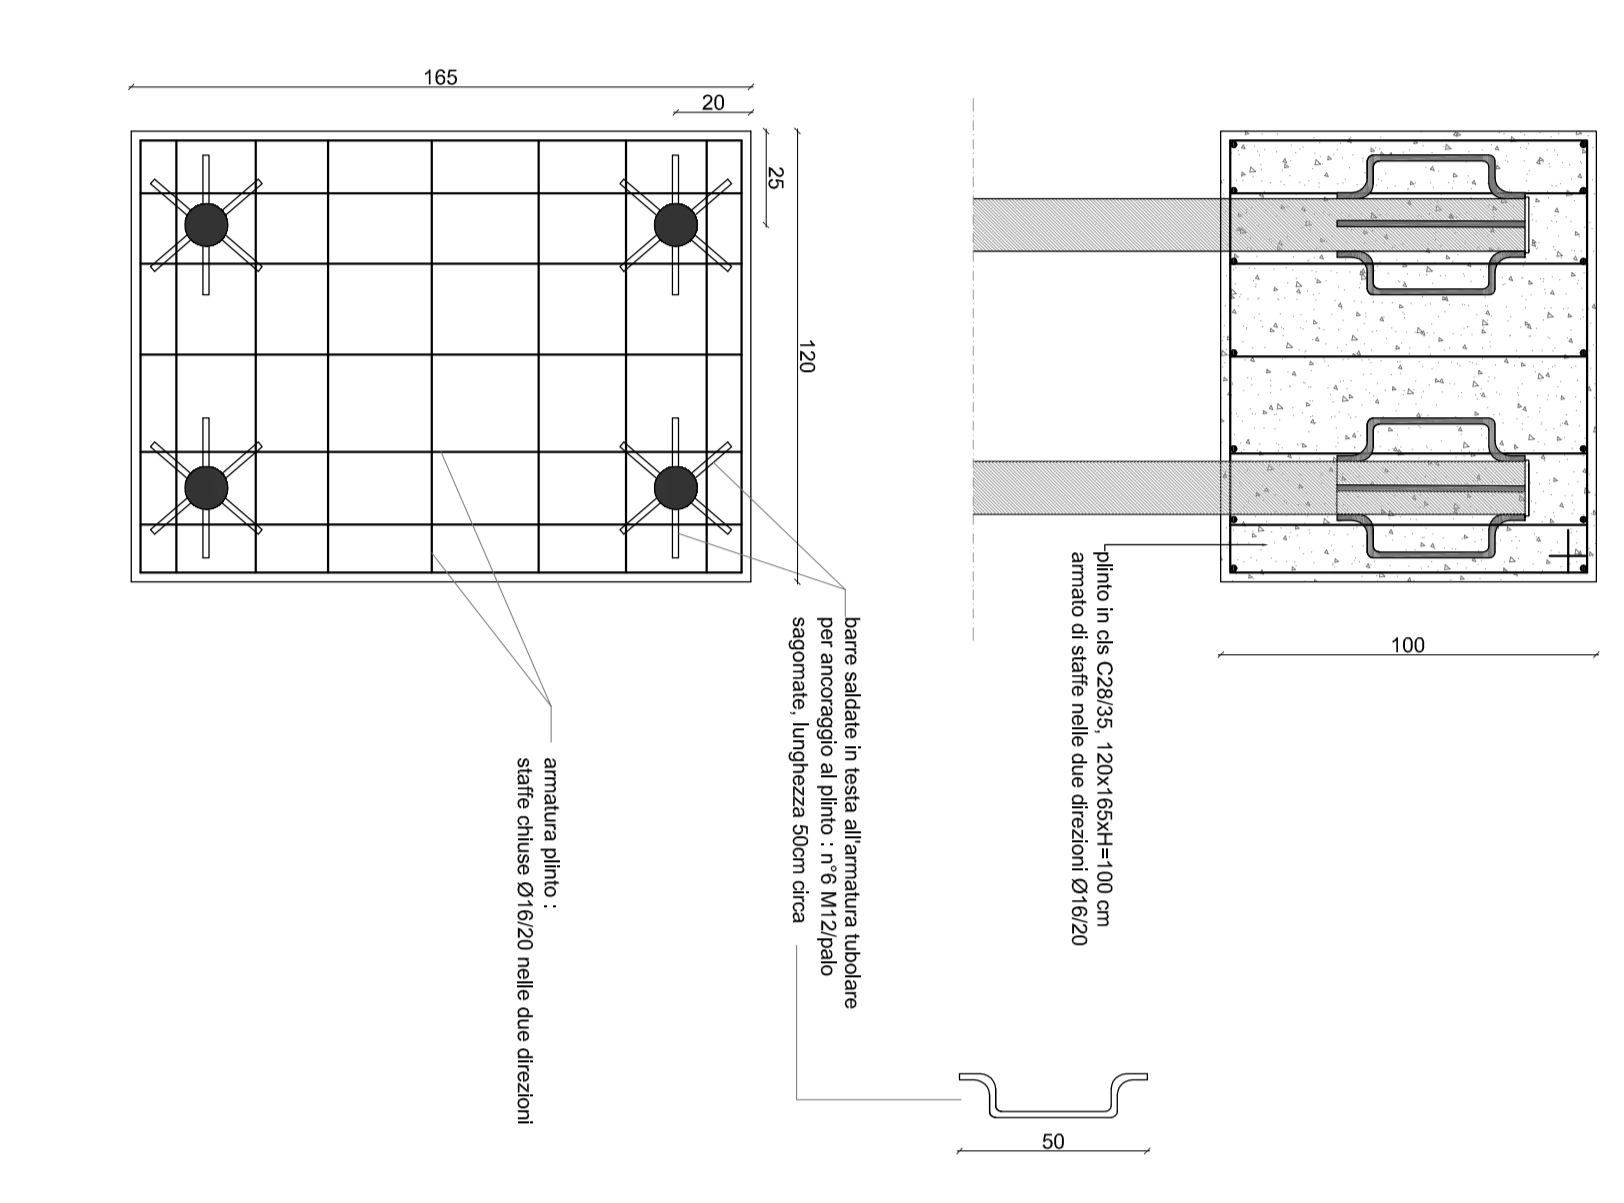 165
20
25
120
plinto in cls C28/35, 120x165xH=100 cm
armato di staffe nelle due direzioni Ø16/20
100
barre saldate in testa all'armatura tubolare
per ancoraggio al plinto : n°6 M12/palo
sagomate, lunghezza 50cm circa
armatura plinto :
staffe chiuse Ø16/20 nelle due direzioni
50